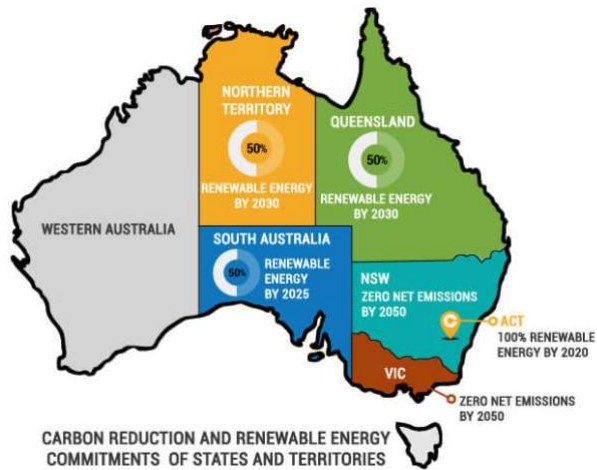 NORTHERN
TERRITORY
50%
RENEWABLE ENERGY
BY 2030
QUEENSLAND
50%
RENEWABLE ENERGY
BY 2030
WESTERN AUSTRALIA
SOUTH AUSTRALIA
50%
RENEWABLE
ENERGY
BY 2025
NSW
ZERO NET EMISSIONS
BY 2050
ACT
100% RENEWABLE
ENERGY BY 2020
VIC
ZERO NET EMISSIONS
BY 2050
CARBON REDUCTION AND RENEWABLE ENERGY
COMMITMENTS OF STATES AND TERRITORIES